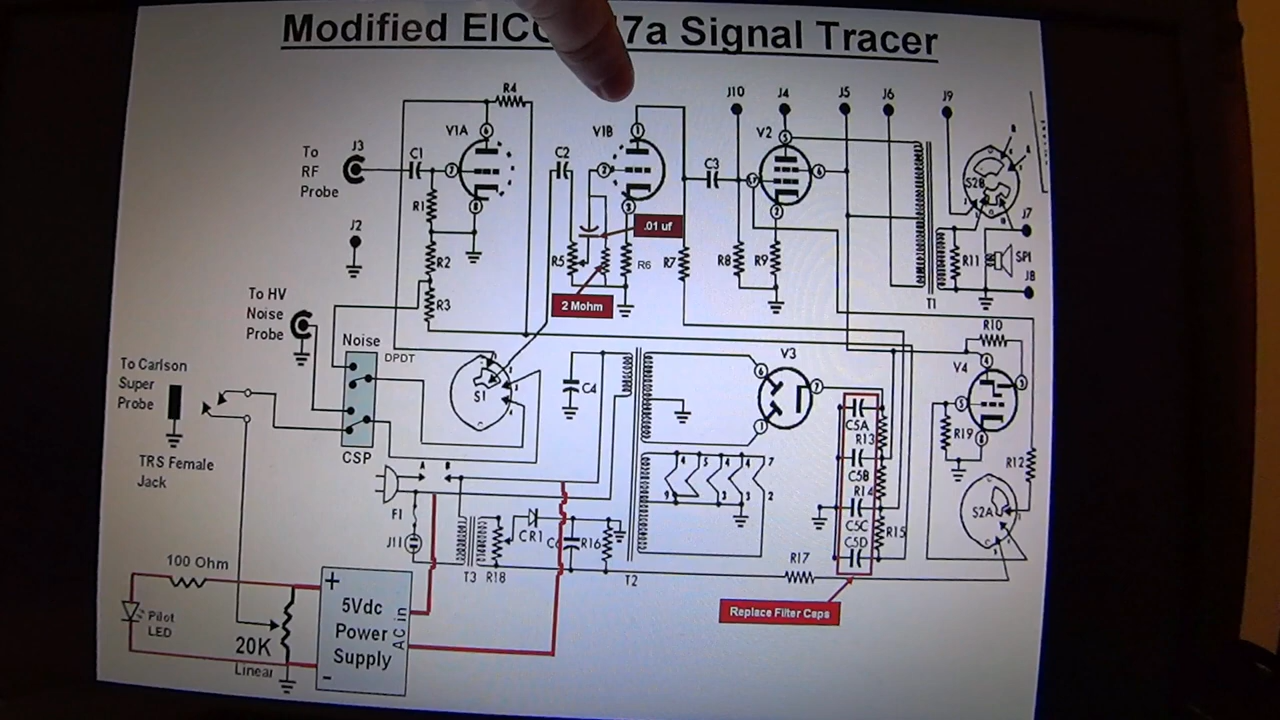 Modified EICO 147a Signal Tracer
R4
J10
J4
J5
J6
J9
V1A
V1B
V2
To
RF
Probe
J3
C1
C2
C3
S2B
R1
J2
.01 uf
J7
R2
R5
R6
R7
R8
R9
R11
SP1
J8
2 Mohm
T1
To HV
Noise
Probe
R3
R10
Noise
DPDT
V3
V4
To Carlson
Super
Probe
S1
C4
C5A
R13
R19
CSP
C5B
R12
TRS Female
Jack
A
B
R14
F1
C5C
S2A
J11
CR1
R16
C5D
R15
T3
R18
T2
R17
100 Ohm
Replace Filter Caps
Pilot
LED
20K
Linear
+
5Vdc
Power
Supply
-
AC in